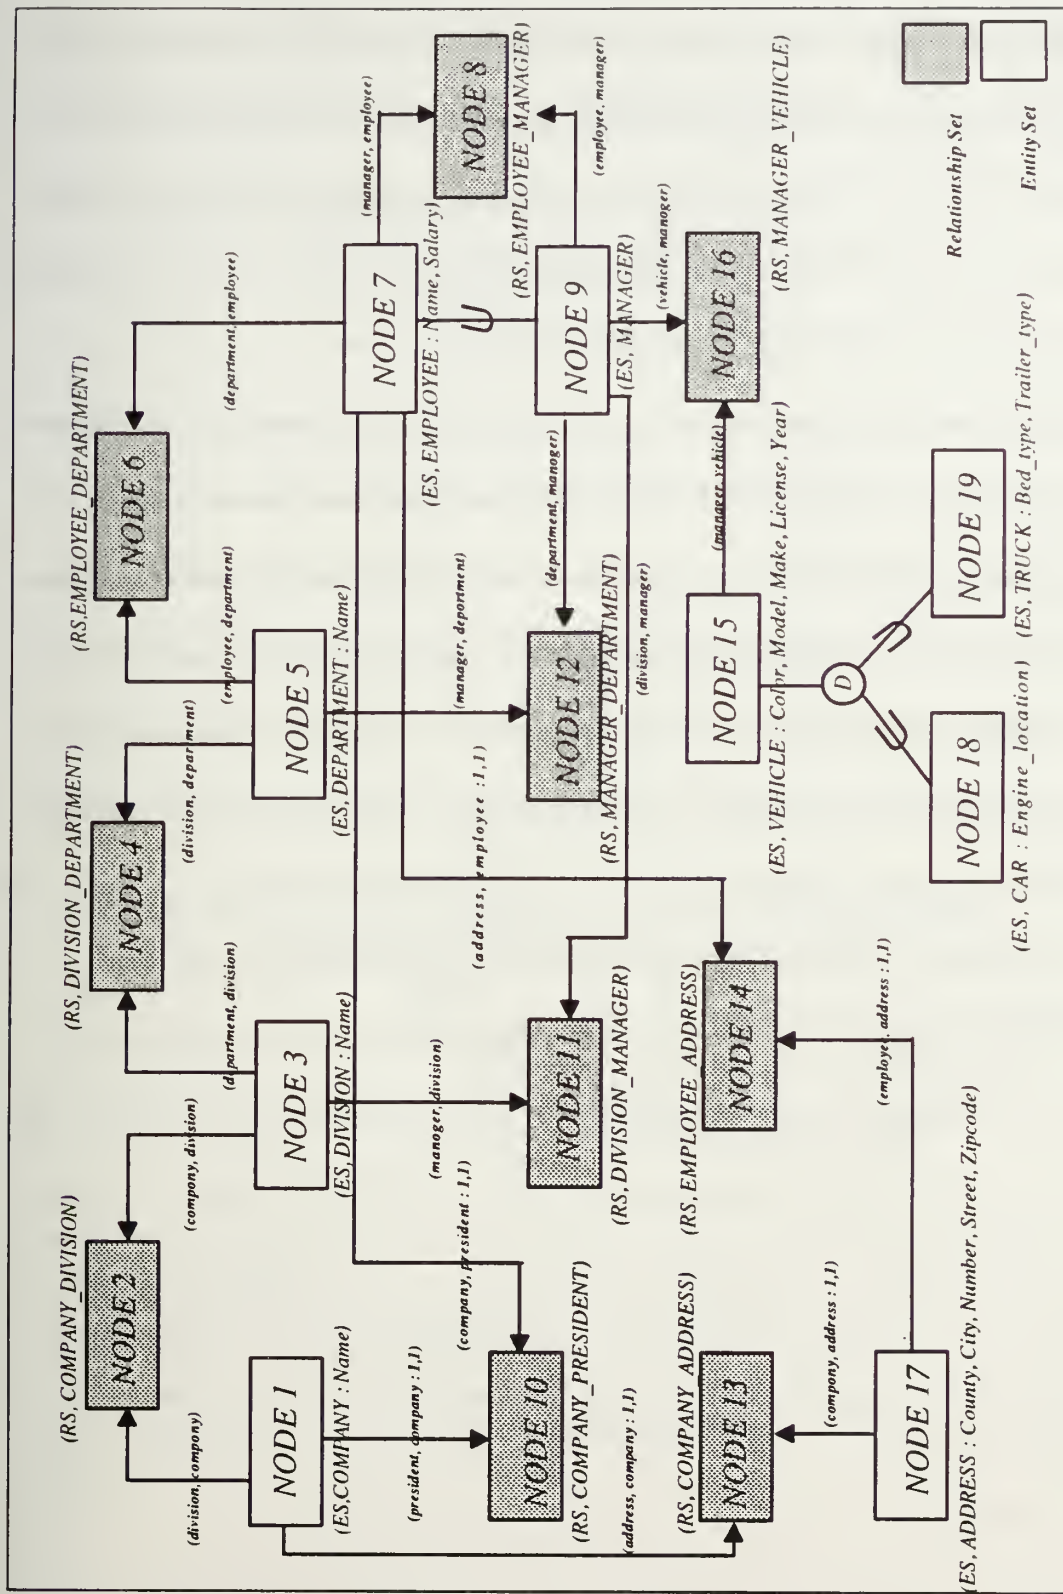 (RS, COMPANY_DIVISION)
NODE 2
(RS, DIVISION_DEPARTMENT)
NODE 4
(RS,EMPLOYEE_DEPARTMENT)
NODE 6
(division, company)
(company, division)
(department, division)
(division, department)
(employee, department)
(department, employee)
NODE 1
(ES,COMPANY : Name)
NODE 3
(ES, DIVISION : Name)
NODE 5
(ES, DEPARTMENT : Name)
NODE 7
(ES, EMPLOYEE : Name, Salary)
(manager, employee)
NODE 8
(RS, EMPLOYEE_MANAGER)
(employee, manager)
(president, company : 1,1)
(company, president : 1,1)
(manoger, division)
(address, employee : 1,1)
(manager, deportment)
(department, manoger)
NODE 10
(RS, COMPANY_PRESIDENT)
NODE 11
(RS, DIVISION_MANAGER)
NODE 12
(RS, MANAGER_DEPARTMENT)
NODE 9
(ES, MANAGER)
(division, manager)
(vehicle, manoger)
(address, company : 1,1)
(RS, COMPANY_ADDRESS)
NODE 13
(RS, EMPLOYEE_ADDRESS)
NODE 14
NODE 15
(manager, vehicle)
NODE 16
(RS, MANAGER_VEHICLE)
(ES, VEHICLE : Color, Model, Make, License, Year)
(company, address : 1,1)
(employee, address : 1,1)
D
NODE 17
(ES, ADDRESS : County, City, Number, Street, Zipcode)
NODE 18
(ES, CAR : Engine_location)
NODE 19
(ES, TRUCK : Bed_type, Trailer_type)
Relationship Set
Entity Set